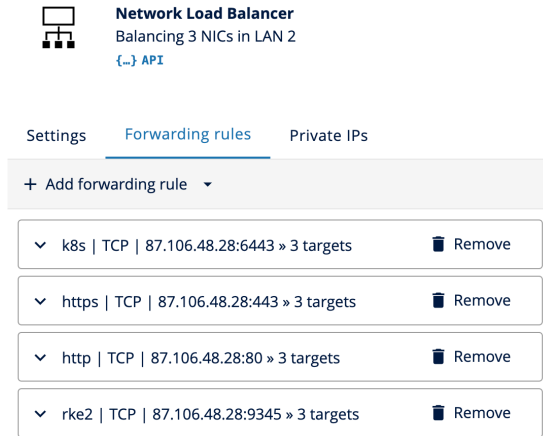 Network Load Balancer
Balancing 3 NICs in LAN 2
{…} API
Settings Forwarding rules Private IPs
+ Add forwarding rule
k8s | TCP | 87.106.48.28:6443 » 3 targets Remove
https | TCP | 87.106.48.28:443 » 3 targets Remove
http | TCP | 87.106.48.28:80 » 3 targets Remove
rke2 | TCP | 87.106.48.28:9345 » 3 targets Remove